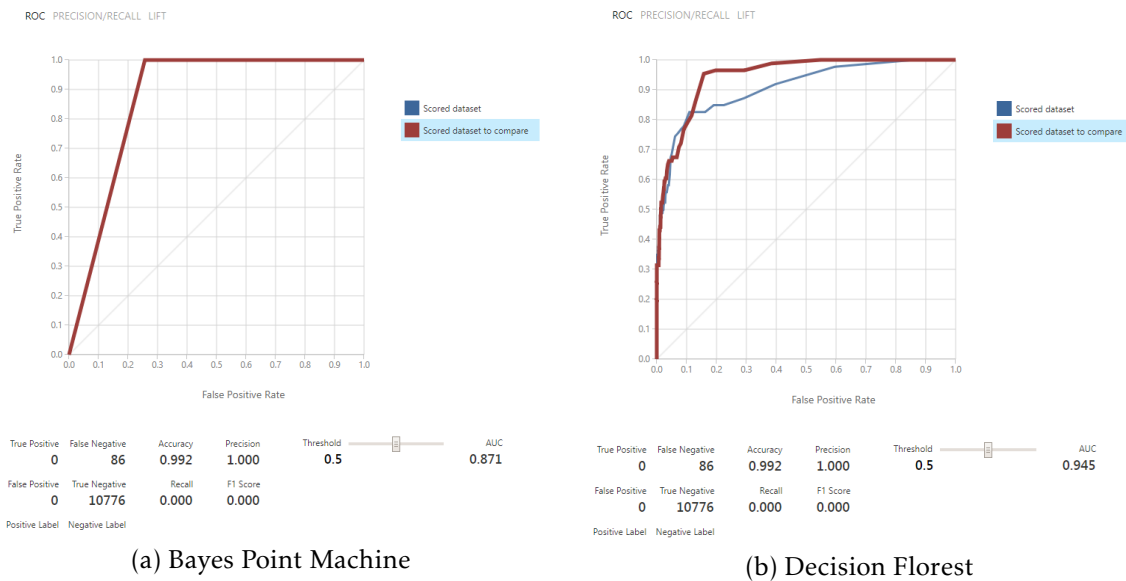 ROC PRECISION/RECALL LIFT
1.0
0.9
0.8
0.7
0.6
0.5
0.4
0.3
0.2
0.1
0.0
0.0 0.1 0.2 0.3 0.4 0.5 0.6 0.7 0.8 0.9 1.0
True Positive Rate
False Positive Rate
Scored dataset
Scored dataset to compare
True Positive False Negative Accuracy Precision Threshold AUC
0 86 0.992 1.000 0.5 0.871
False Positive True Negative Recall F1 Score
0 10776 0.000 0.000
Positive Label Negative Label
(a) Bayes Point Machine
ROC PRECISION/RECALL LIFT
1.0
0.9
0.8
0.7
0.6
0.5
0.4
0.3
0.2
0.1
0.0
0.0 0.1 0.2 0.3 0.4 0.5 0.6 0.7 0.8 0.9 1.0
True Positive Rate
False Positive Rate
Scored dataset
Scored dataset to compare
True Positive False Negative Accuracy Precision Threshold AUC
0 86 0.992 1.000 0.5 0.945
False Positive True Negative Recall F1 Score
0 10776 0.000 0.000
Positive Label Negative Label
(b) Decision Florest